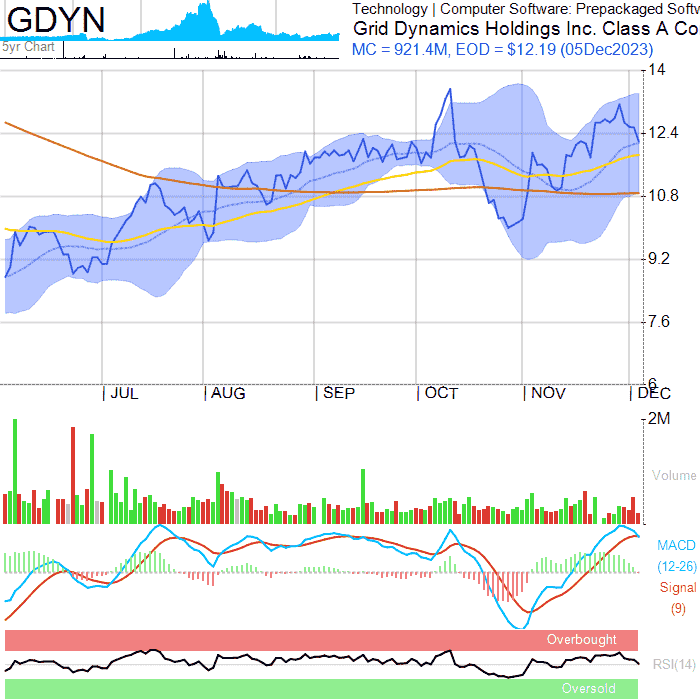 GDYN
5yr Chart
Technology | Computer Software: Prepackaged Softw
Grid Dynamics Holdings Inc. Class A Co
MC = 921.4M, EOD = $12.19 (05Dec2023)
14
12.4
10.8
9.2
7.6
6
JUL AUG SEP OCT NOV DEC
2M
Volume
MACD
(12-26)
Signal
(9)
Overbought
RSI(14)
Oversold